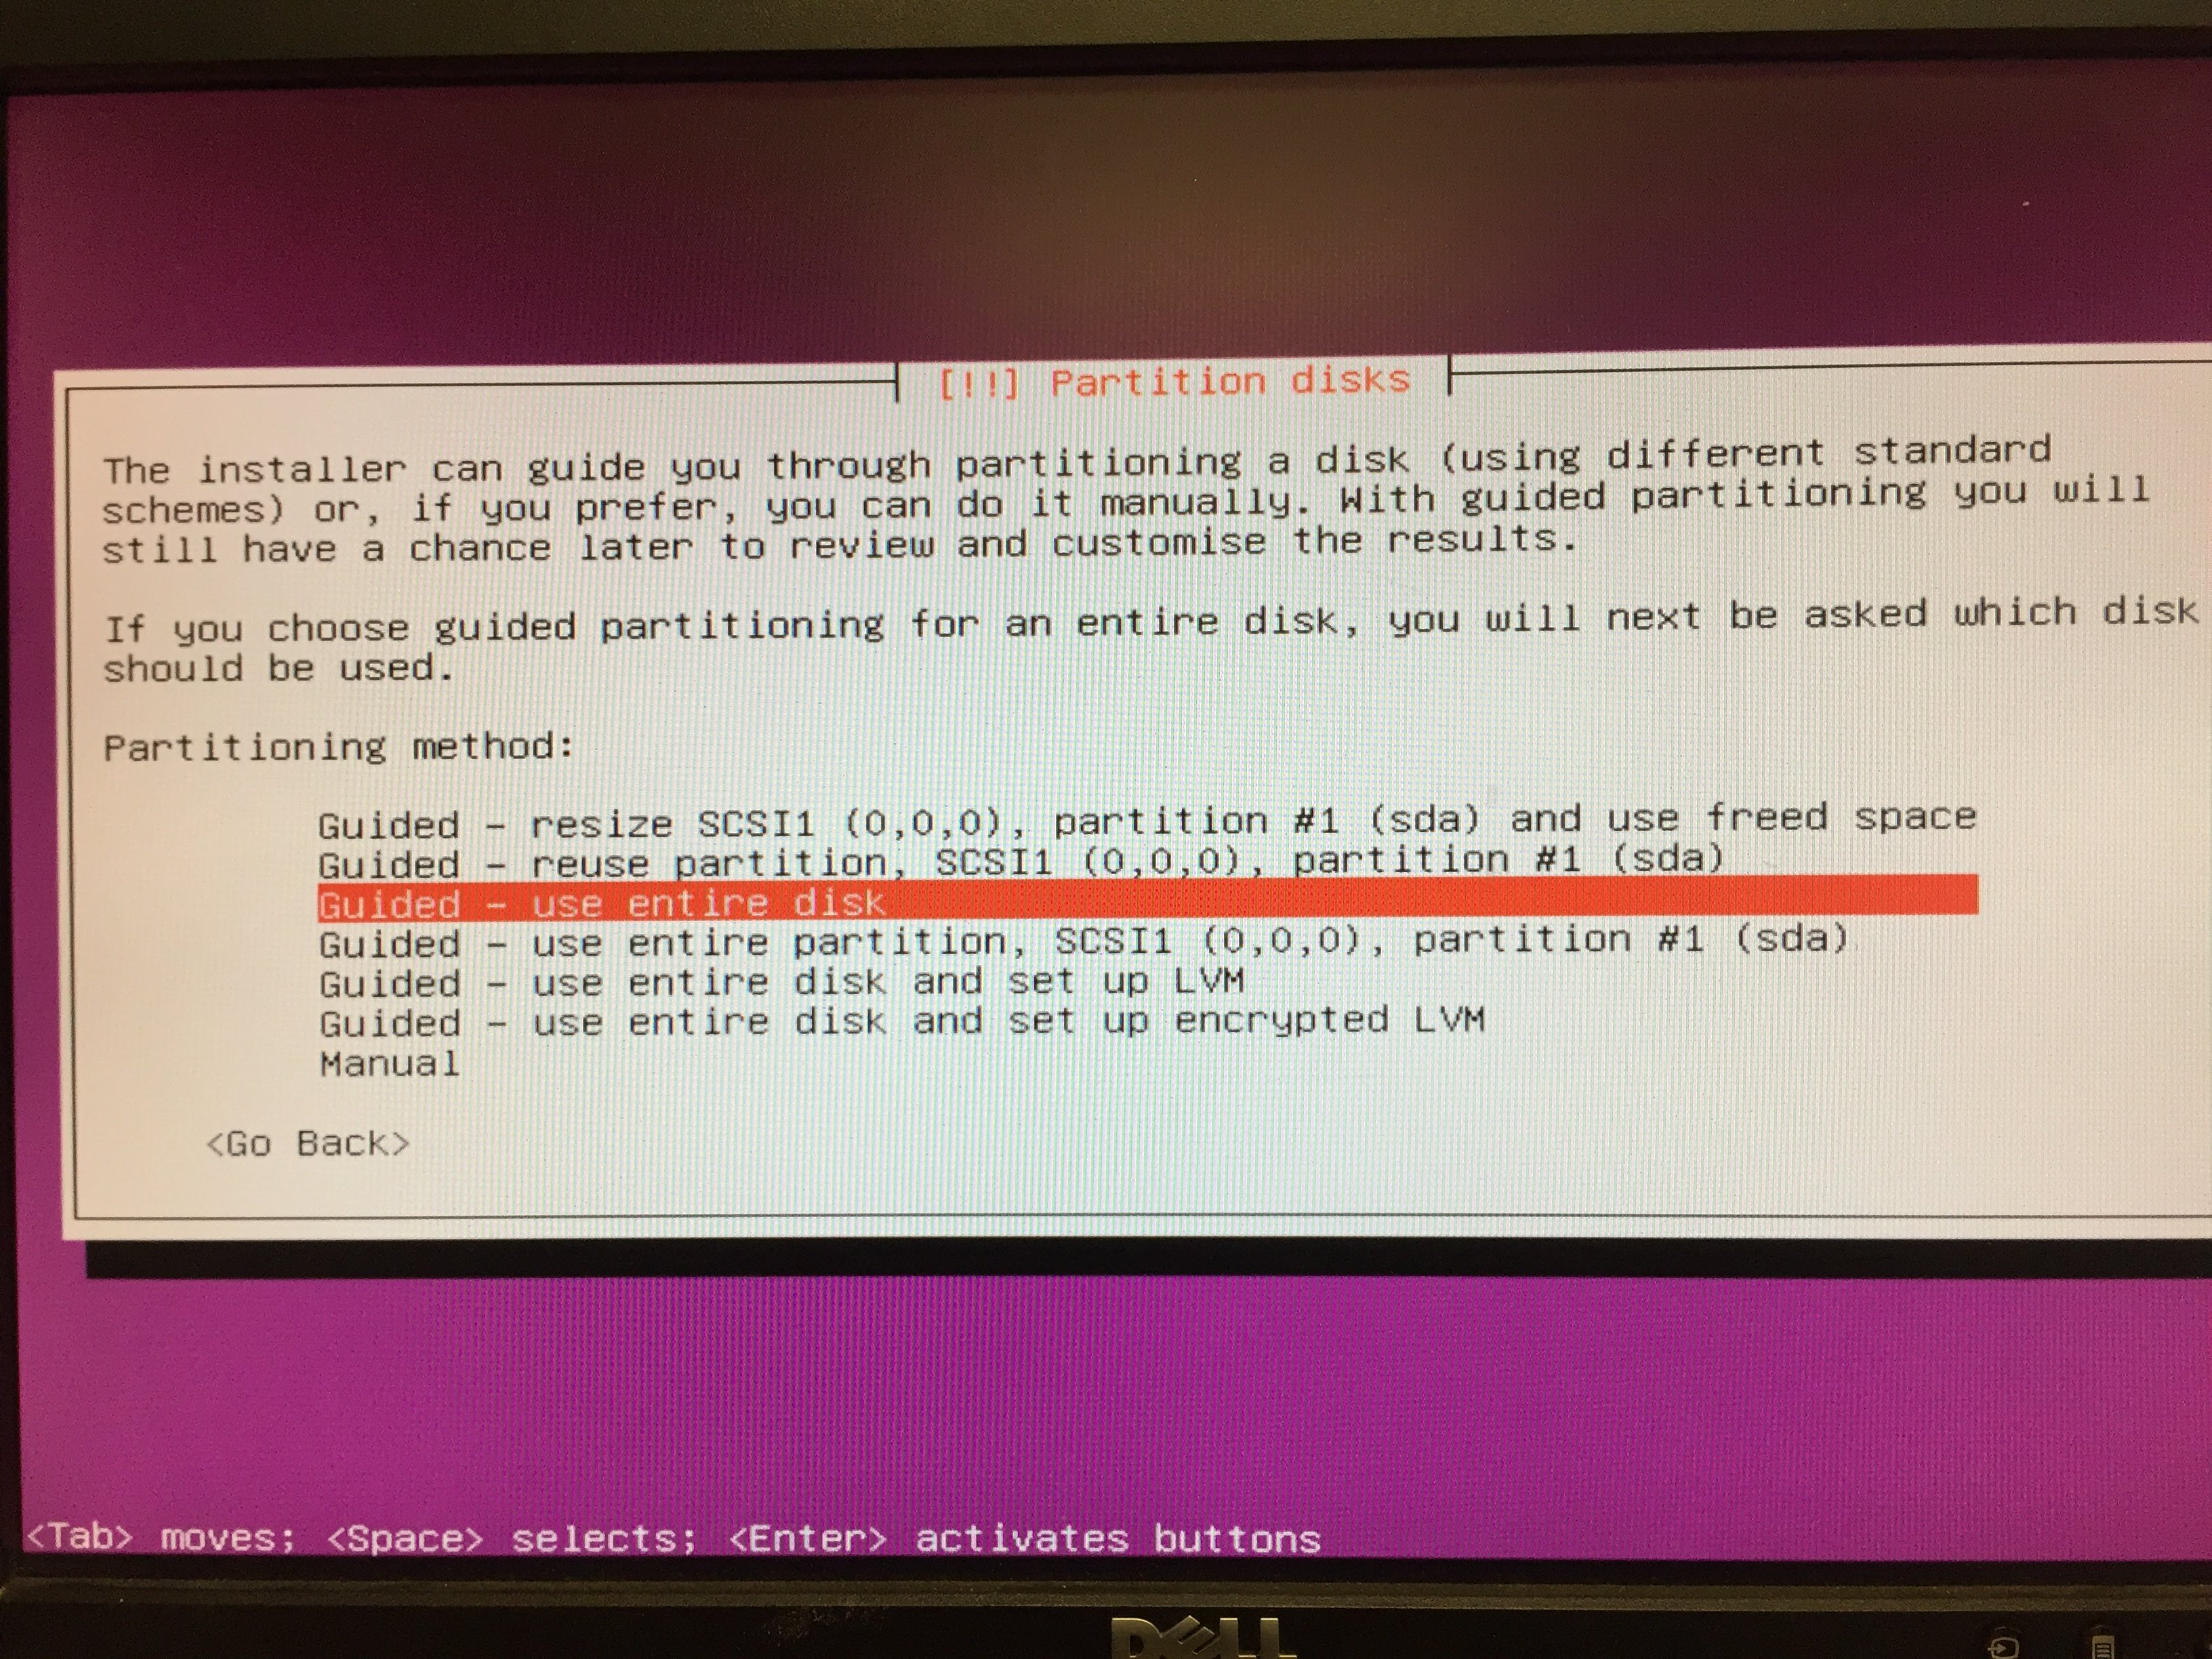 [!!] Partition disks
The installer can guide you through partitioning a disk (using different standard
schemes) or, if you prefer, you can do it manually. With guided partitioning you will
still have a chance later to review and customise the results.
If you choose guided partitioning for an entire disk, you will next be asked which disk
should be used.
Partitioning method:
Guided - resize SCSI1 (0,0,0), partition #1 (sda) and use freed space
Guided - reuse partition, SCSI1 (0,0,0), partition #1 (sda)
Guided - use entire disk
Guided - use entire partition, SCSI1 (0,0,0), partition #1 (sda)
Guided - use entire disk and set up LVM
Guided - use entire disk and set up encrypted LVM
Manual
<Go Back>
<Tab> moves; <Space> selects; <Enter> activates buttons
DELL